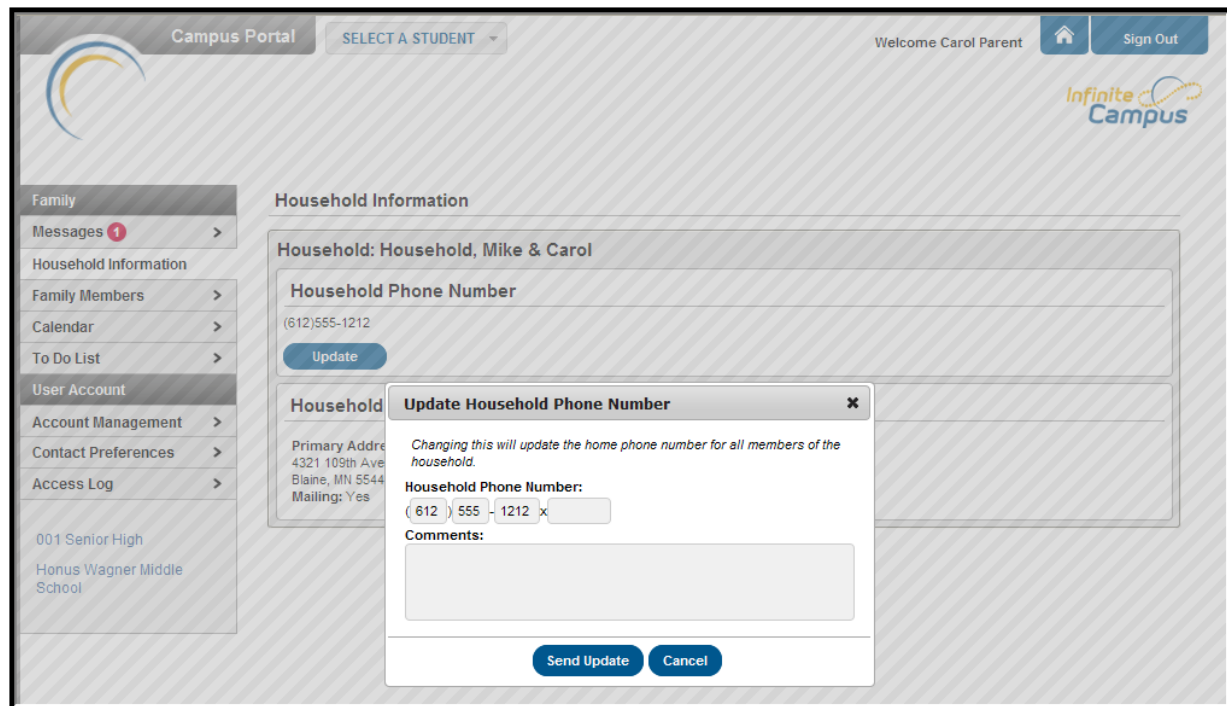 Campus Portal
SELECT A STUDENT
Welcome Carol Parent
Sign Out
Infinite
Campus
Family
Messages 1
Household Information
Family Members
Calendar
To Do List
User Account
Account Management
Contact Preferences
Access Log
001 Senior High
Honus Wagner Middle
School
Household Information
Household: Household, Mike & Carol
Household Phone Number
(612)555-1212
Update
Household
Primary Addre
4321 109th Ave
Blaine, MN 5544
Mailing: Yes
Update Household Phone Number
Changing this will update the home phone number for all members of the
household.
Household Phone Number:
(612) 555 - 1212 x
Comments:
Send Update
Cancel